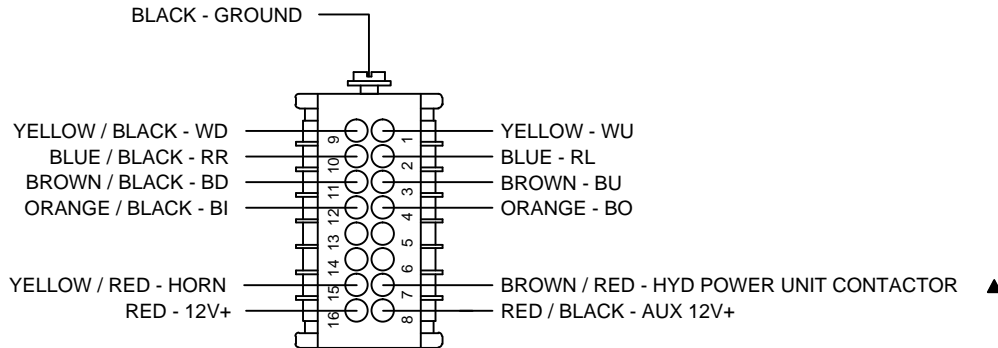 BLACK - GROUND
YELLOW / BLACK - WD 9 1 YELLOW - WU
BLUE / BLACK - RR 10 2 BLUE - RL
BROWN / BLACK - BD 11 3 BROWN - BU
ORANGE / BLACK - BI 12 4 ORANGE - BO
13 5
14 6
YELLOW / RED - HORN 15 7 BROWN / RED - HYD POWER UNIT CONTACTOR
RED - 12V+ 16 8 RED / BLACK - AUX 12V+